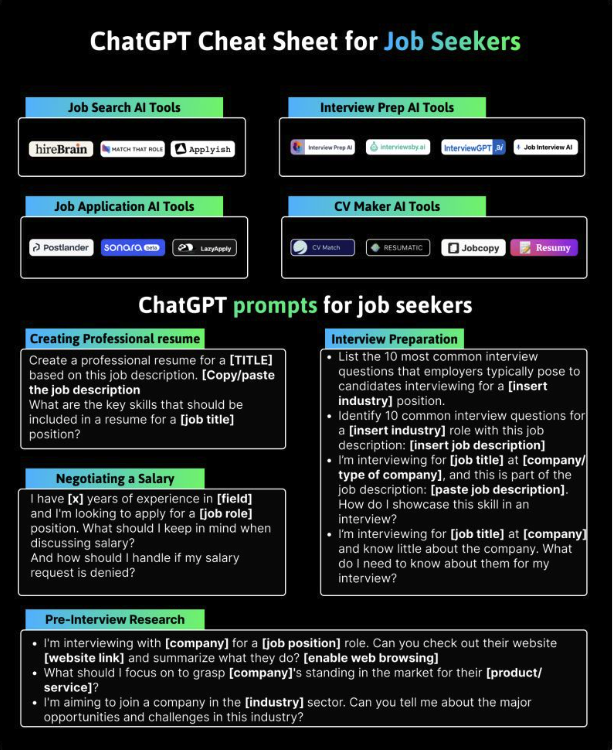 ChatGPT Cheat Sheet for Job Seekers
Job Search AI Tools
hireBrain
MATCH THAT ROLE
Applyish
Interview Prep AI Tools
Interview Prep AI
interviewsby.ai
InterviewGPT
Job Interview AI
Job Application AI Tools
Postlander
sonara beta
LazyApply
CV Maker AI Tools
CV Match
RESUMATIC
Jobcopy
Resumy
ChatGPT prompts for job seekers
Creating Professional resume
Create a professional resume for a [TITLE]
based on this job description. [Copy/paste
the job description
What are the key skills that should be
included in a resume for a [job title]
position?
Negotiating a Salary
I have [x] years of experience in [field]
and I'm looking to apply for a [job role]
position. What should I keep in mind when
discussing salary?
And how should I handle if my salary
request is denied?
Interview Preparation
• List the 10 most common interview
questions that employers typically pose to
candidates interviewing for a [insert
industry] position.
• Identify 10 common interview questions for
a [insert industry] role with this job
description: [insert job description]
• I'm interviewing for [job title] at [company/
type of company], and this is part of the
job description: [paste job description].
How do I showcase this skill in an
interview?
• I'm interviewing for [job title] at [company]
and know little about the company. What
do I need to know about them for my
interview?
Pre-Interview Research
• I'm interviewing with [company] for a [job position] role. Can you check out their website
[website link] and summarize what they do? [enable web browsing]
• What should I focus on to grasp [company]'s standing in the market for their [product/
service]?
• I'm aiming to join a company in the [industry] sector. Can you tell me about the major
opportunities and challenges in this industry?